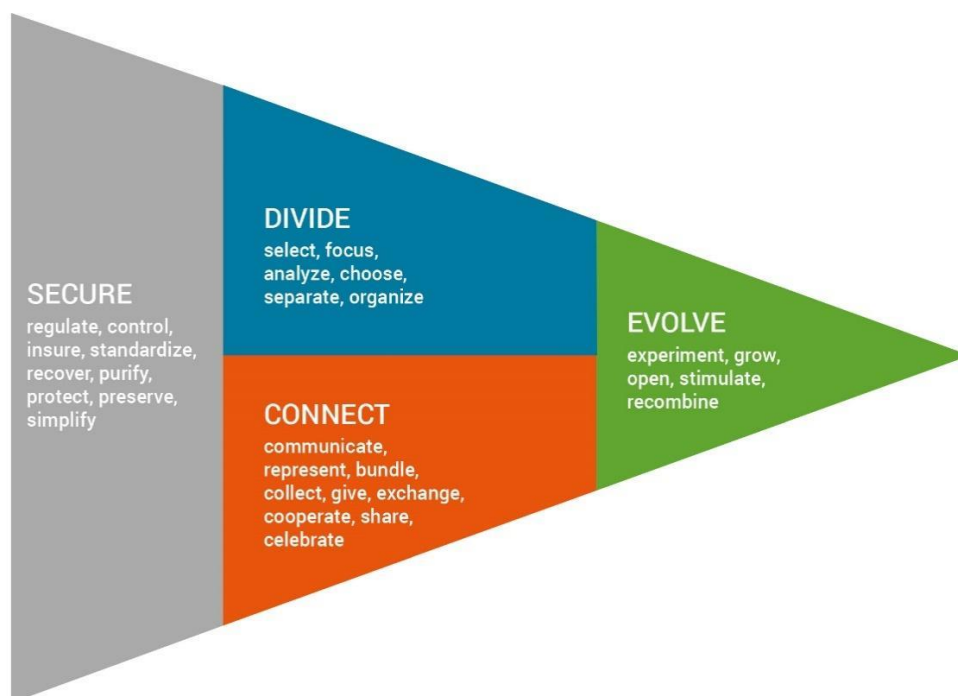 SECURE
regulate, control,
insure, standardize,
recover, purify,
protect, preserve,
simplify
DIVIDE
select, focus,
analyze, choose,
separate, organize
CONNECT
communicate,
represent, bundle,
collect, give, exchange,
cooperate, share,
celebrate
EVOLVE
experiment, grow,
open, stimulate,
recombine